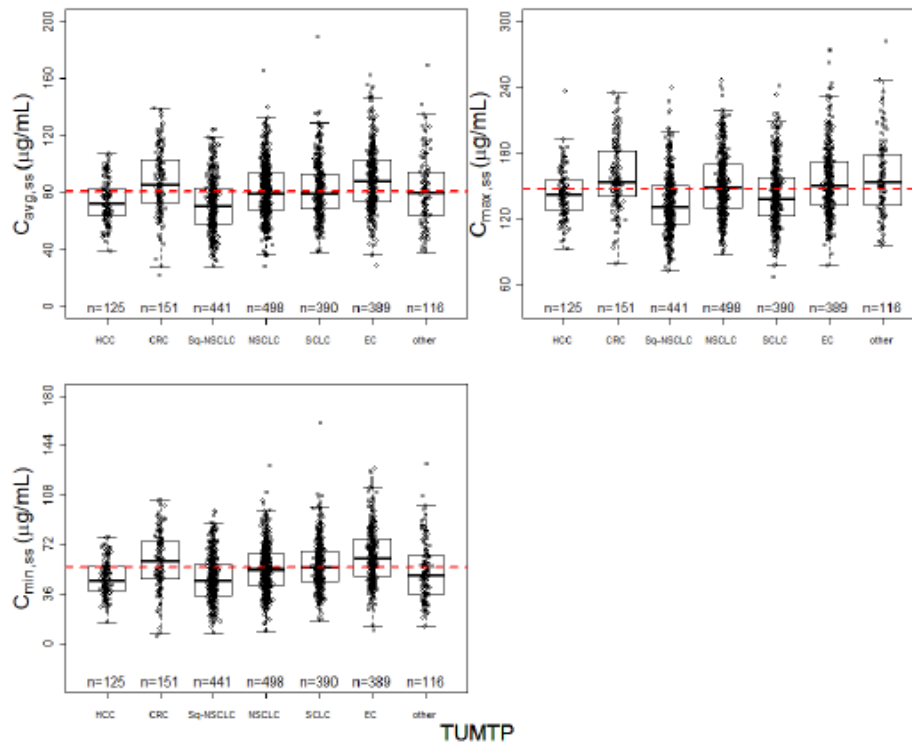 Cavg,ss (μg/mL)
200
160
120
80
40
0
n=125 n=151 n=441 n=498 n=390 n=389 n=116
HCC CRC Sq-NSCLC NSCLC SCLC EC other
Cmax,ss (μg/mL)
300
240
180
120
60
n=125 n=151 n=441 n=498 n=390 n=389 n=116
HCC CRC Sq-NSCLC NSCLC SCLC EC other
Cmin,ss (μg/mL)
180
144
108
72
36
0
n=125 n=151 n=441 n=498 n=390 n=389 n=116
HCC CRC Sq-NSCLC NSCLC SCLC EC other
TUMTP